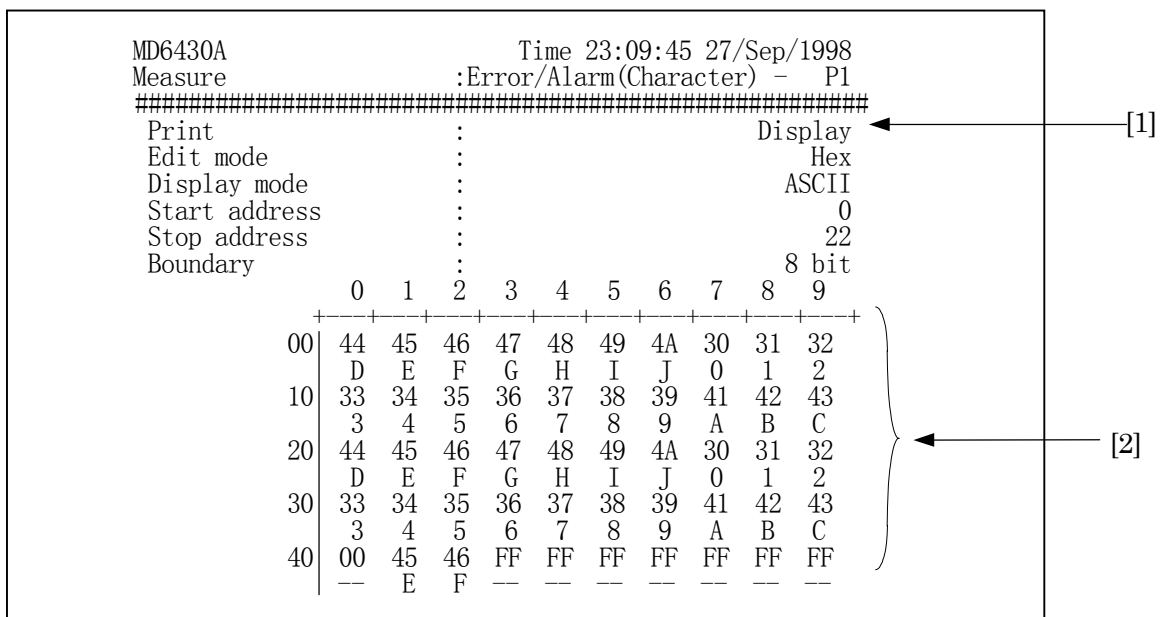 MD6430A Time 23:09:45 27/Sep/1998
Measure :Error/Alarm(Character) - P1
#######################################################
Print : Display [1]
Edit mode : Hex
Display mode : ASCII
Start address : 0
Stop address : 22
Boundary : 8 bit
0 1 2 3 4 5 6 7 8 9
+---+---+---+---+---+---+---+---+---+---+
00| 44 45 46 47 48 49 4A 30 31 32
D E F G H I J 0 1 2
10| 33 34 35 36 37 38 39 41 42 43
3 4 5 6 7 8 9 A B C
20| 44 45 46 47 48 49 4A 30 31 32 [2]
D E F G H I J 0 1 2
30| 33 34 35 36 37 38 39 41 42 43
3 4 5 6 7 8 9 A B C
40| 00 45 46 FF FF FF FF FF FF FF
-- E F -- -- -- -- -- -- --